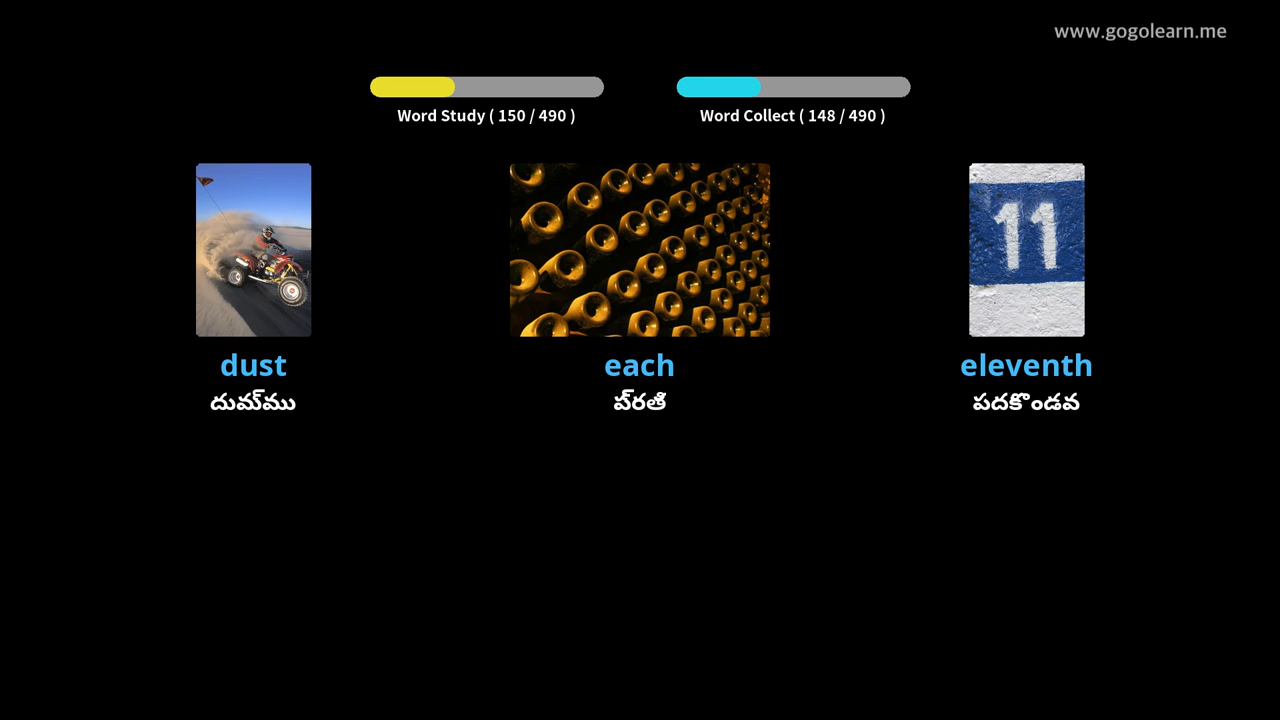 www.gogolearn.me
Word Study ( 150 / 490 )
Word Collect ( 148 / 490 )
11
dust
each
eleventh
దుమ్ము
ప్రతి
పదకొండవ